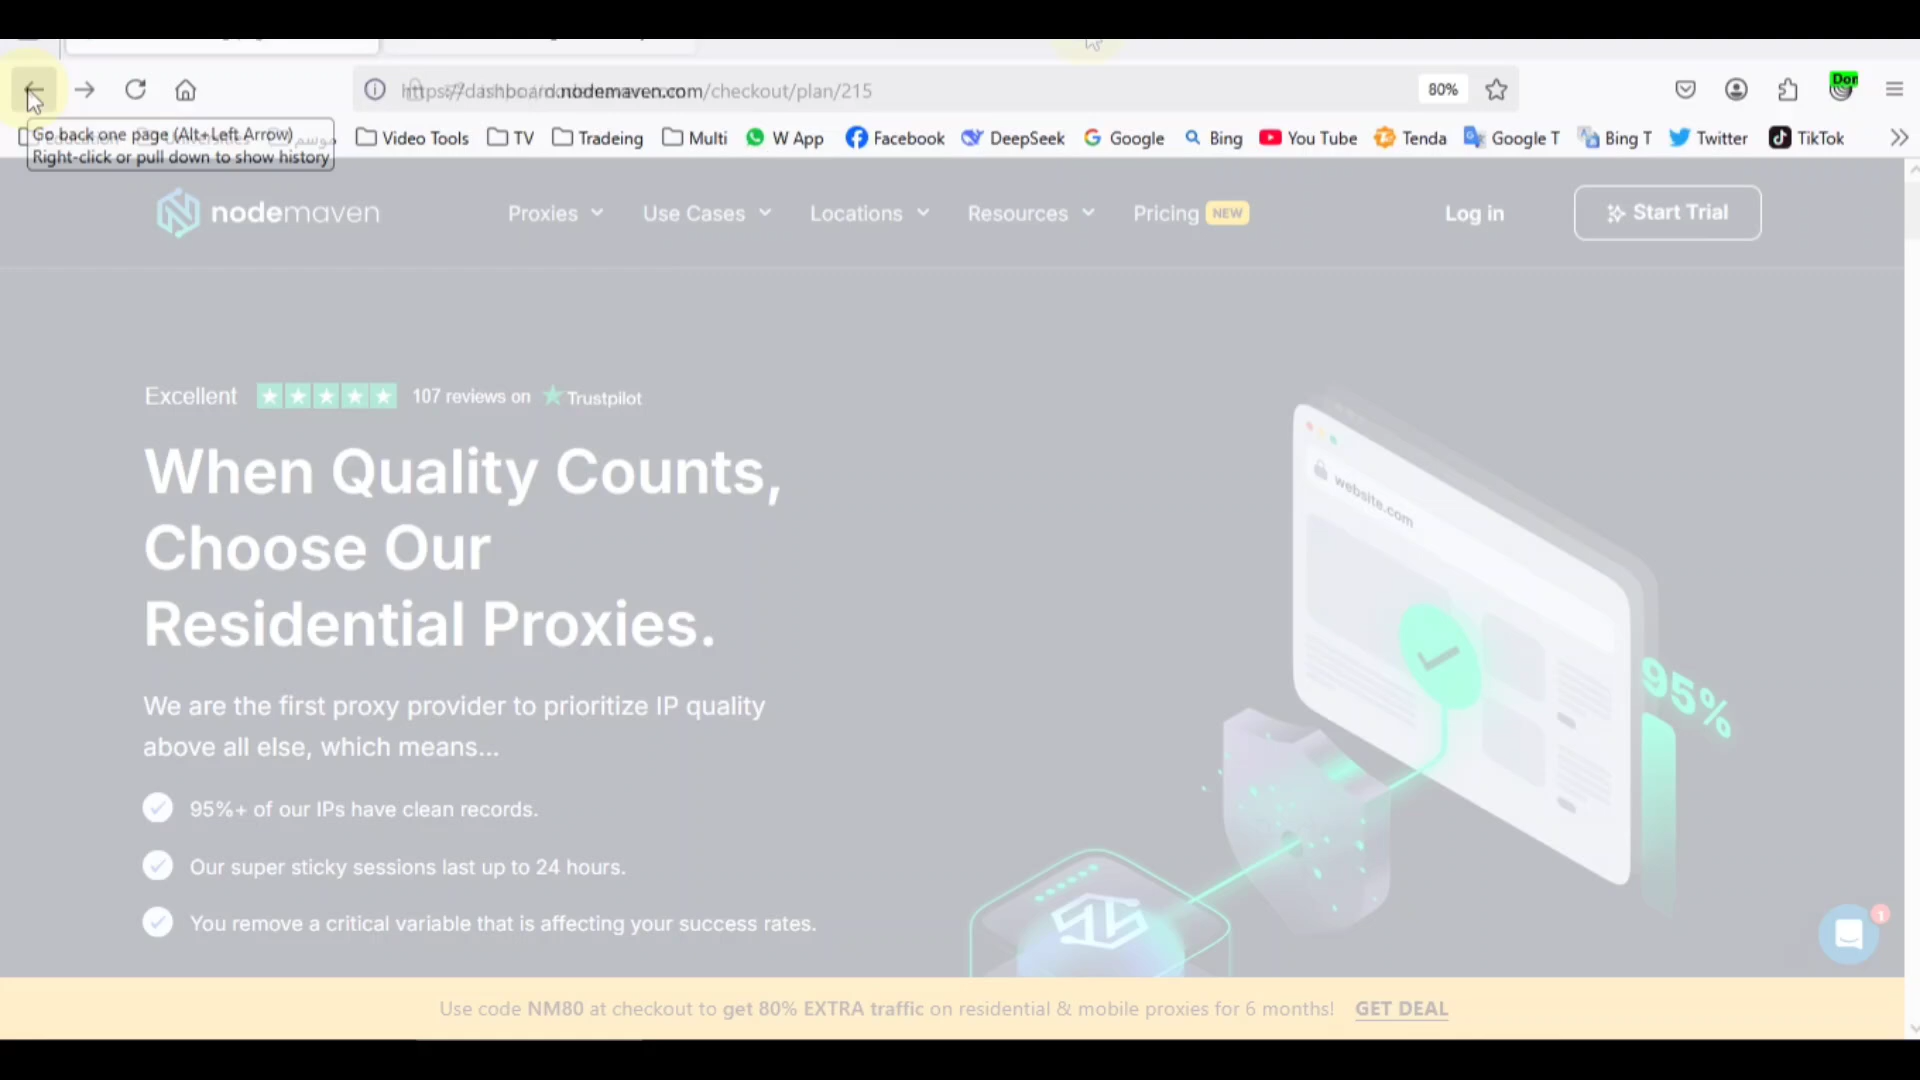 Dor
/checkout/plan/215
80%
Go back one page (Alt+Left Arrow)
Right-click or pull down to show history
Video Tools TV Tradeing Multi W App Facebook DeepSeek Google Bing You Tube Tenda Google T Bing T Twitter TikTok
nodemaven Proxies Use Cases Locations Resources Pricing NEW Log in Start Trial
Excellent 107 reviews on Trustpilot
When Quality Counts,
Choose Our
Residential Proxies.
We are the first proxy provider to prioritize IP quality
above all else, which means...
95%+ of our IPs have clean records.
Our super sticky sessions last up to 24 hours.
You remove a critical variable that is affecting your success rates.
website.com
95%
1
Use code NM80 at checkout to get 80% EXTRA traffic on residential & mobile proxies for 6 months! GET DEAL